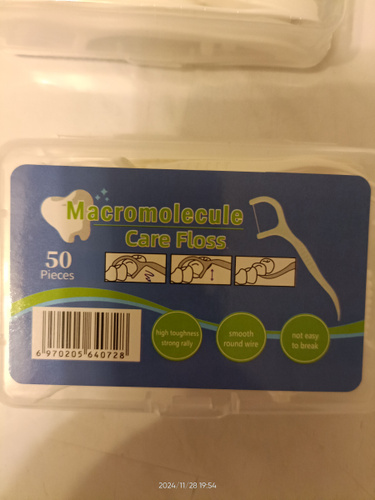 Macromolecule
Care Floss
50
Pieces
high toughness
strong rally
smooth
round wire
not easy
to break
6 970205 640728
2024/11/28 19:54